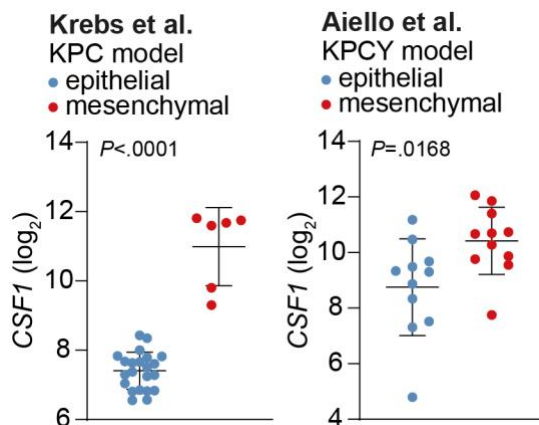 Krebs et al.
KPC model
epithelial
mesenchymal
14
P<.0001
12
10
8
6
CSF1 (log2)
Aiello et al.
KPCY model
epithelial
mesenchymal
14
P=.0168
12
10
8
6
4
CSF1 (log2)